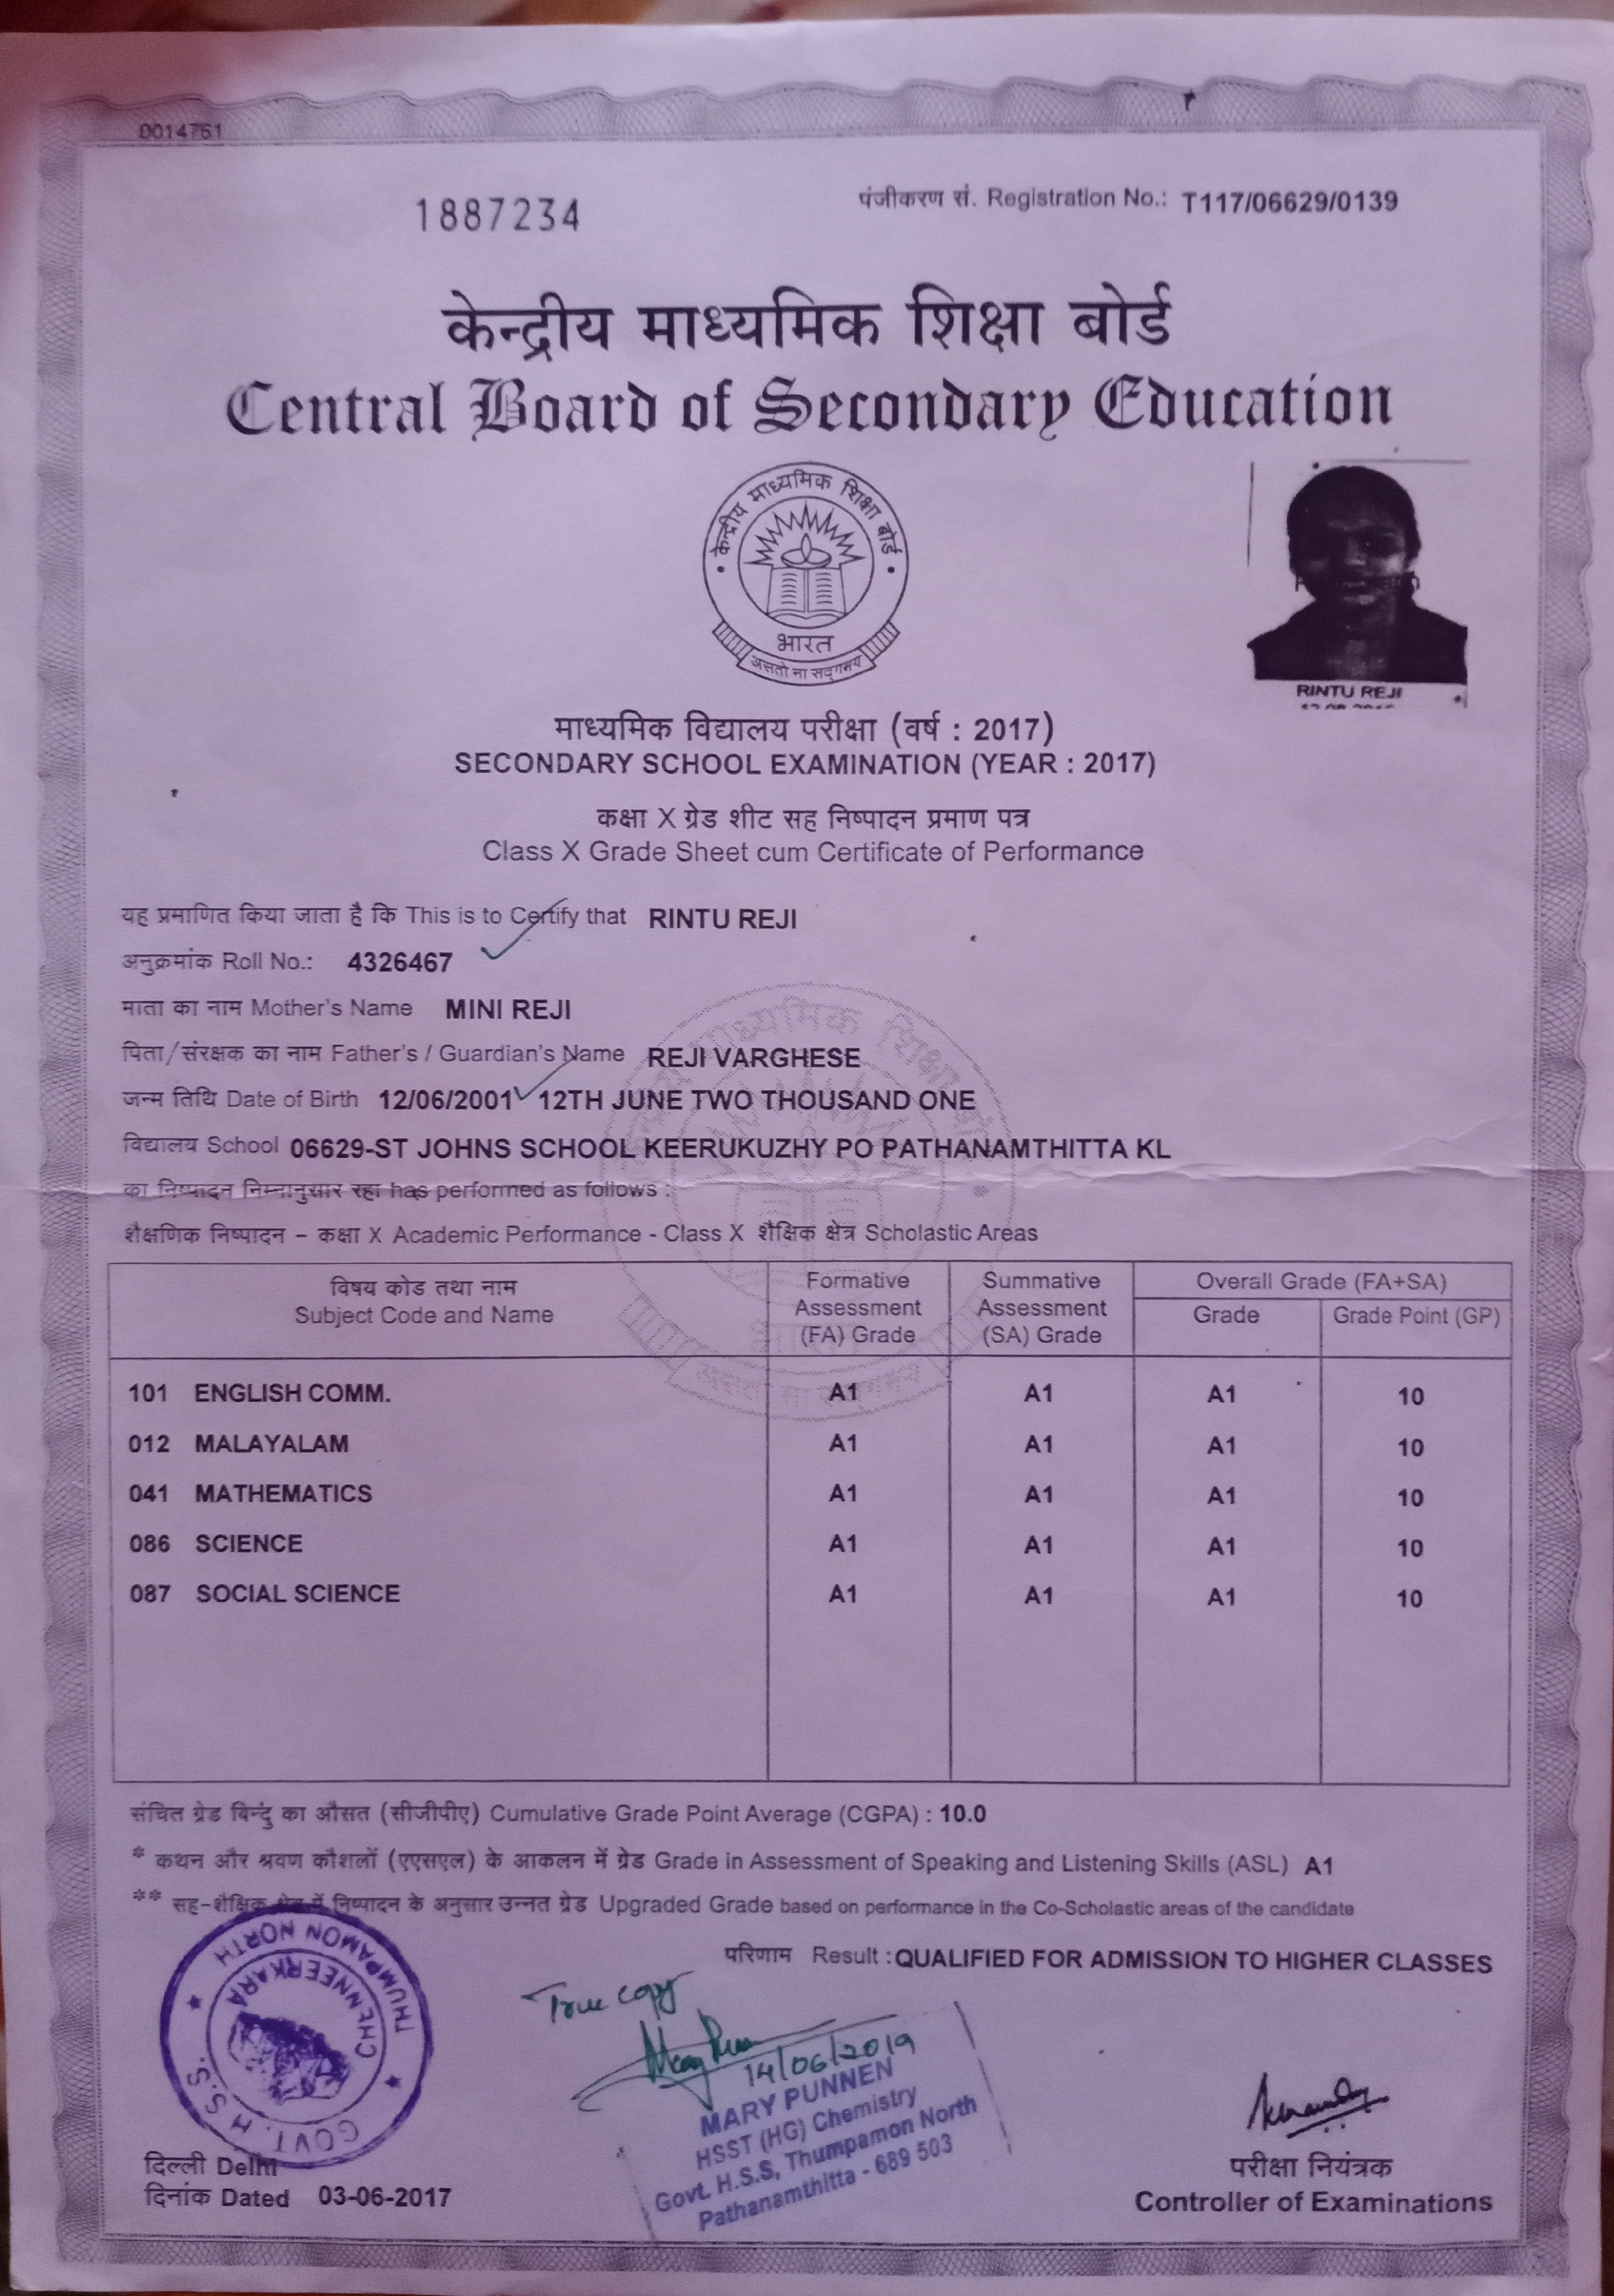 0014761
1887234
पंजीकरण सं. Registration No.: T117/06629/0139
केन्द्रीय माध्यमिक शिक्षा बोर्ड
Central Board of Secondary Education
केन्द्रीय माध्यमिक शिक्षा बोर्ड
भारत
असतो मा सद्गमय
RINTU REJI
माध्यमिक विद्यालय परीक्षा (वर्ष : 2017)
SECONDARY SCHOOL EXAMINATION (YEAR : 2017)
कक्षा X ग्रेड शीट सह निष्पादन प्रमाण पत्र
Class X Grade Sheet cum Certificate of Performance
यह प्रमाणित किया जाता है कि This is to Certify that RINTU REJI
अनुक्रमांक Roll No.: 4326467
माता का नाम Mother's Name MINI REJI
पिता/संरक्षक का नाम Father's / Guardian's Name REJI VARGHESE
जन्म तिथि Date of Birth 12/06/2001 12TH JUNE TWO THOUSAND ONE
विद्यालय School 06629-ST JOHNS SCHOOL KEERUKUZHY PO PATHANAMTHITTA KL
का निष्पादन निम्नानुसार रहा has performed as follows :
शैक्षणिक निष्पादन – कक्षा X Academic Performance - Class X शैक्षिक क्षेत्र Scholastic Areas
विषय कोड तथा नाम
Subject Code and Name
Formative
Assessment
(FA) Grade
Summative
Assessment
(SA) Grade
Overall Grade (FA+SA)
Grade Grade Point (GP)
101 ENGLISH COMM. A1 A1 A1 10
012 MALAYALAM A1 A1 A1 10
041 MATHEMATICS A1 A1 A1 10
086 SCIENCE A1 A1 A1 10
087 SOCIAL SCIENCE A1 A1 A1 10
संचित ग्रेड बिन्दु का औसत (सीजीपीए) Cumulative Grade Point Average (CGPA) : 10.0
* कथन और श्रवण कौशलों (एएसएल) के आकलन में ग्रेड Grade in Assessment of Speaking and Listening Skills (ASL) A1
** सह-शैक्षिक क्षेत्र में निष्पादन के अनुसार उन्नत ग्रेड Upgraded Grade based on performance in the Co-Scholastic areas of the candidate
परिणाम Result : QUALIFIED FOR ADMISSION TO HIGHER CLASSES
GOVT. H.S.S. THUMPAMON NORTH
CHENNEERKARA
True copy
14/06/2019
MARY PUNNEN
HSST (HG) Chemistry
Govt. H.S.S, Thumpamon North
Pathanamthitta - 689 503
दिल्ली Delhi
दिनांक Dated 03-06-2017
परीक्षा नियंत्रक
Controller of Examinations